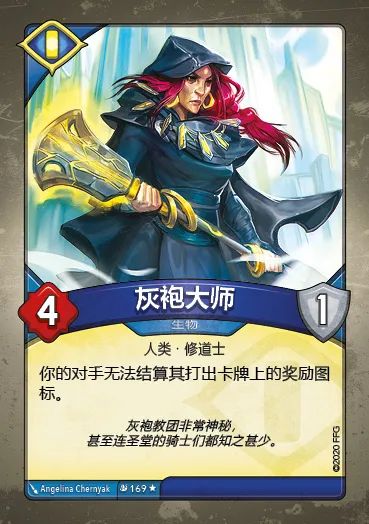 灰袍大师
4
生物
1
人类 · 修道士
你的对手无法结算其打出卡牌上的奖励图
标。
灰袍教团非常神秘，
甚至连圣堂的骑士们都知之甚少。
©2020 FFG
Angelina Chernyak
169 ★